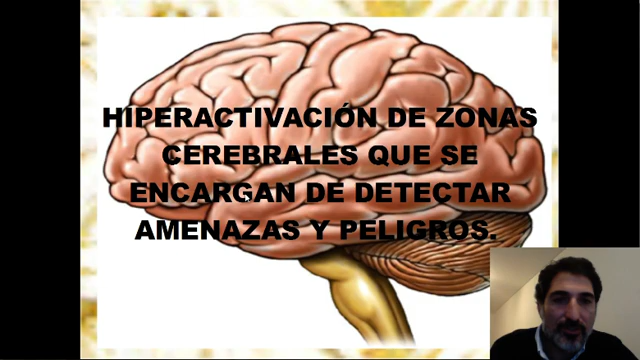 HIPERACTIVACIÓN DE ZONAS
CEREBRALES QUE SE
ENCARGAN DE DETECTAR
AMENAZAS Y PELIGROS.